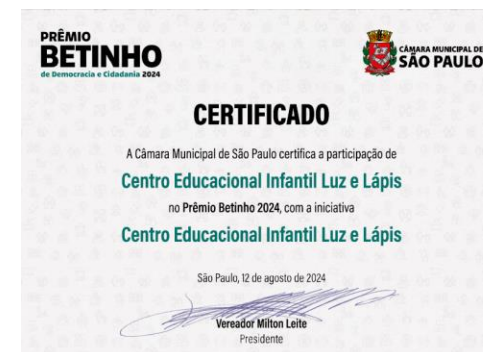 PRÊMIO
BETINHO
de Democracia e Cidadania 2024
CÂMARA MUNICIPAL DE
SÃO PAULO
CERTIFICADO
A Câmara Municipal de São Paulo certifica a participação de
Centro Educacional Infantil Luz e Lápis
no Prêmio Betinho 2024, com a iniciativa
Centro Educacional Infantil Luz e Lápis
São Paulo, 12 de agosto de 2024
Vereador Milton Leite
Presidente